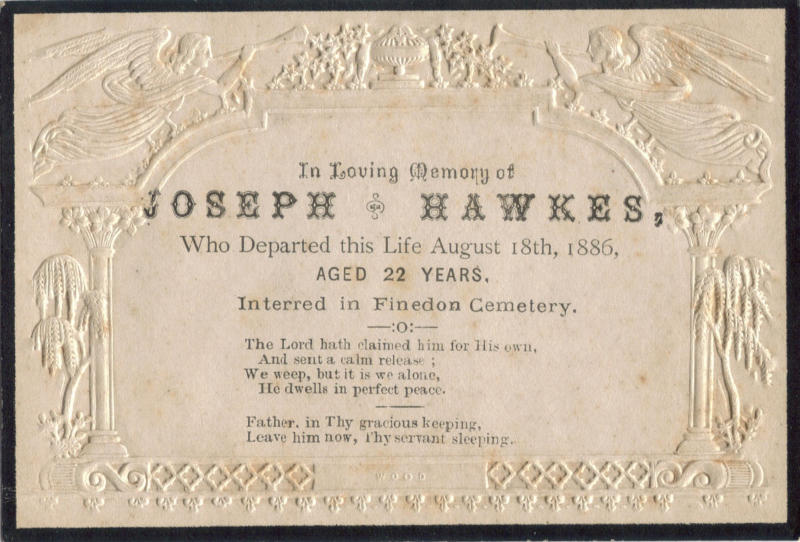 In Loving Memory of
JOSEPH HAWKES,
Who Departed this Life August 18th, 1886,
AGED 22 YEARS,
Interred in Finedon Cemetery.
—:O:—
The Lord hath claimed him for His own,
And sent a calm release ;
We weep, but it is we alone,
He dwells in perfect peace.
Father, in Thy gracious keeping,
Leave him now, Thy servant sleeping.
WOOD